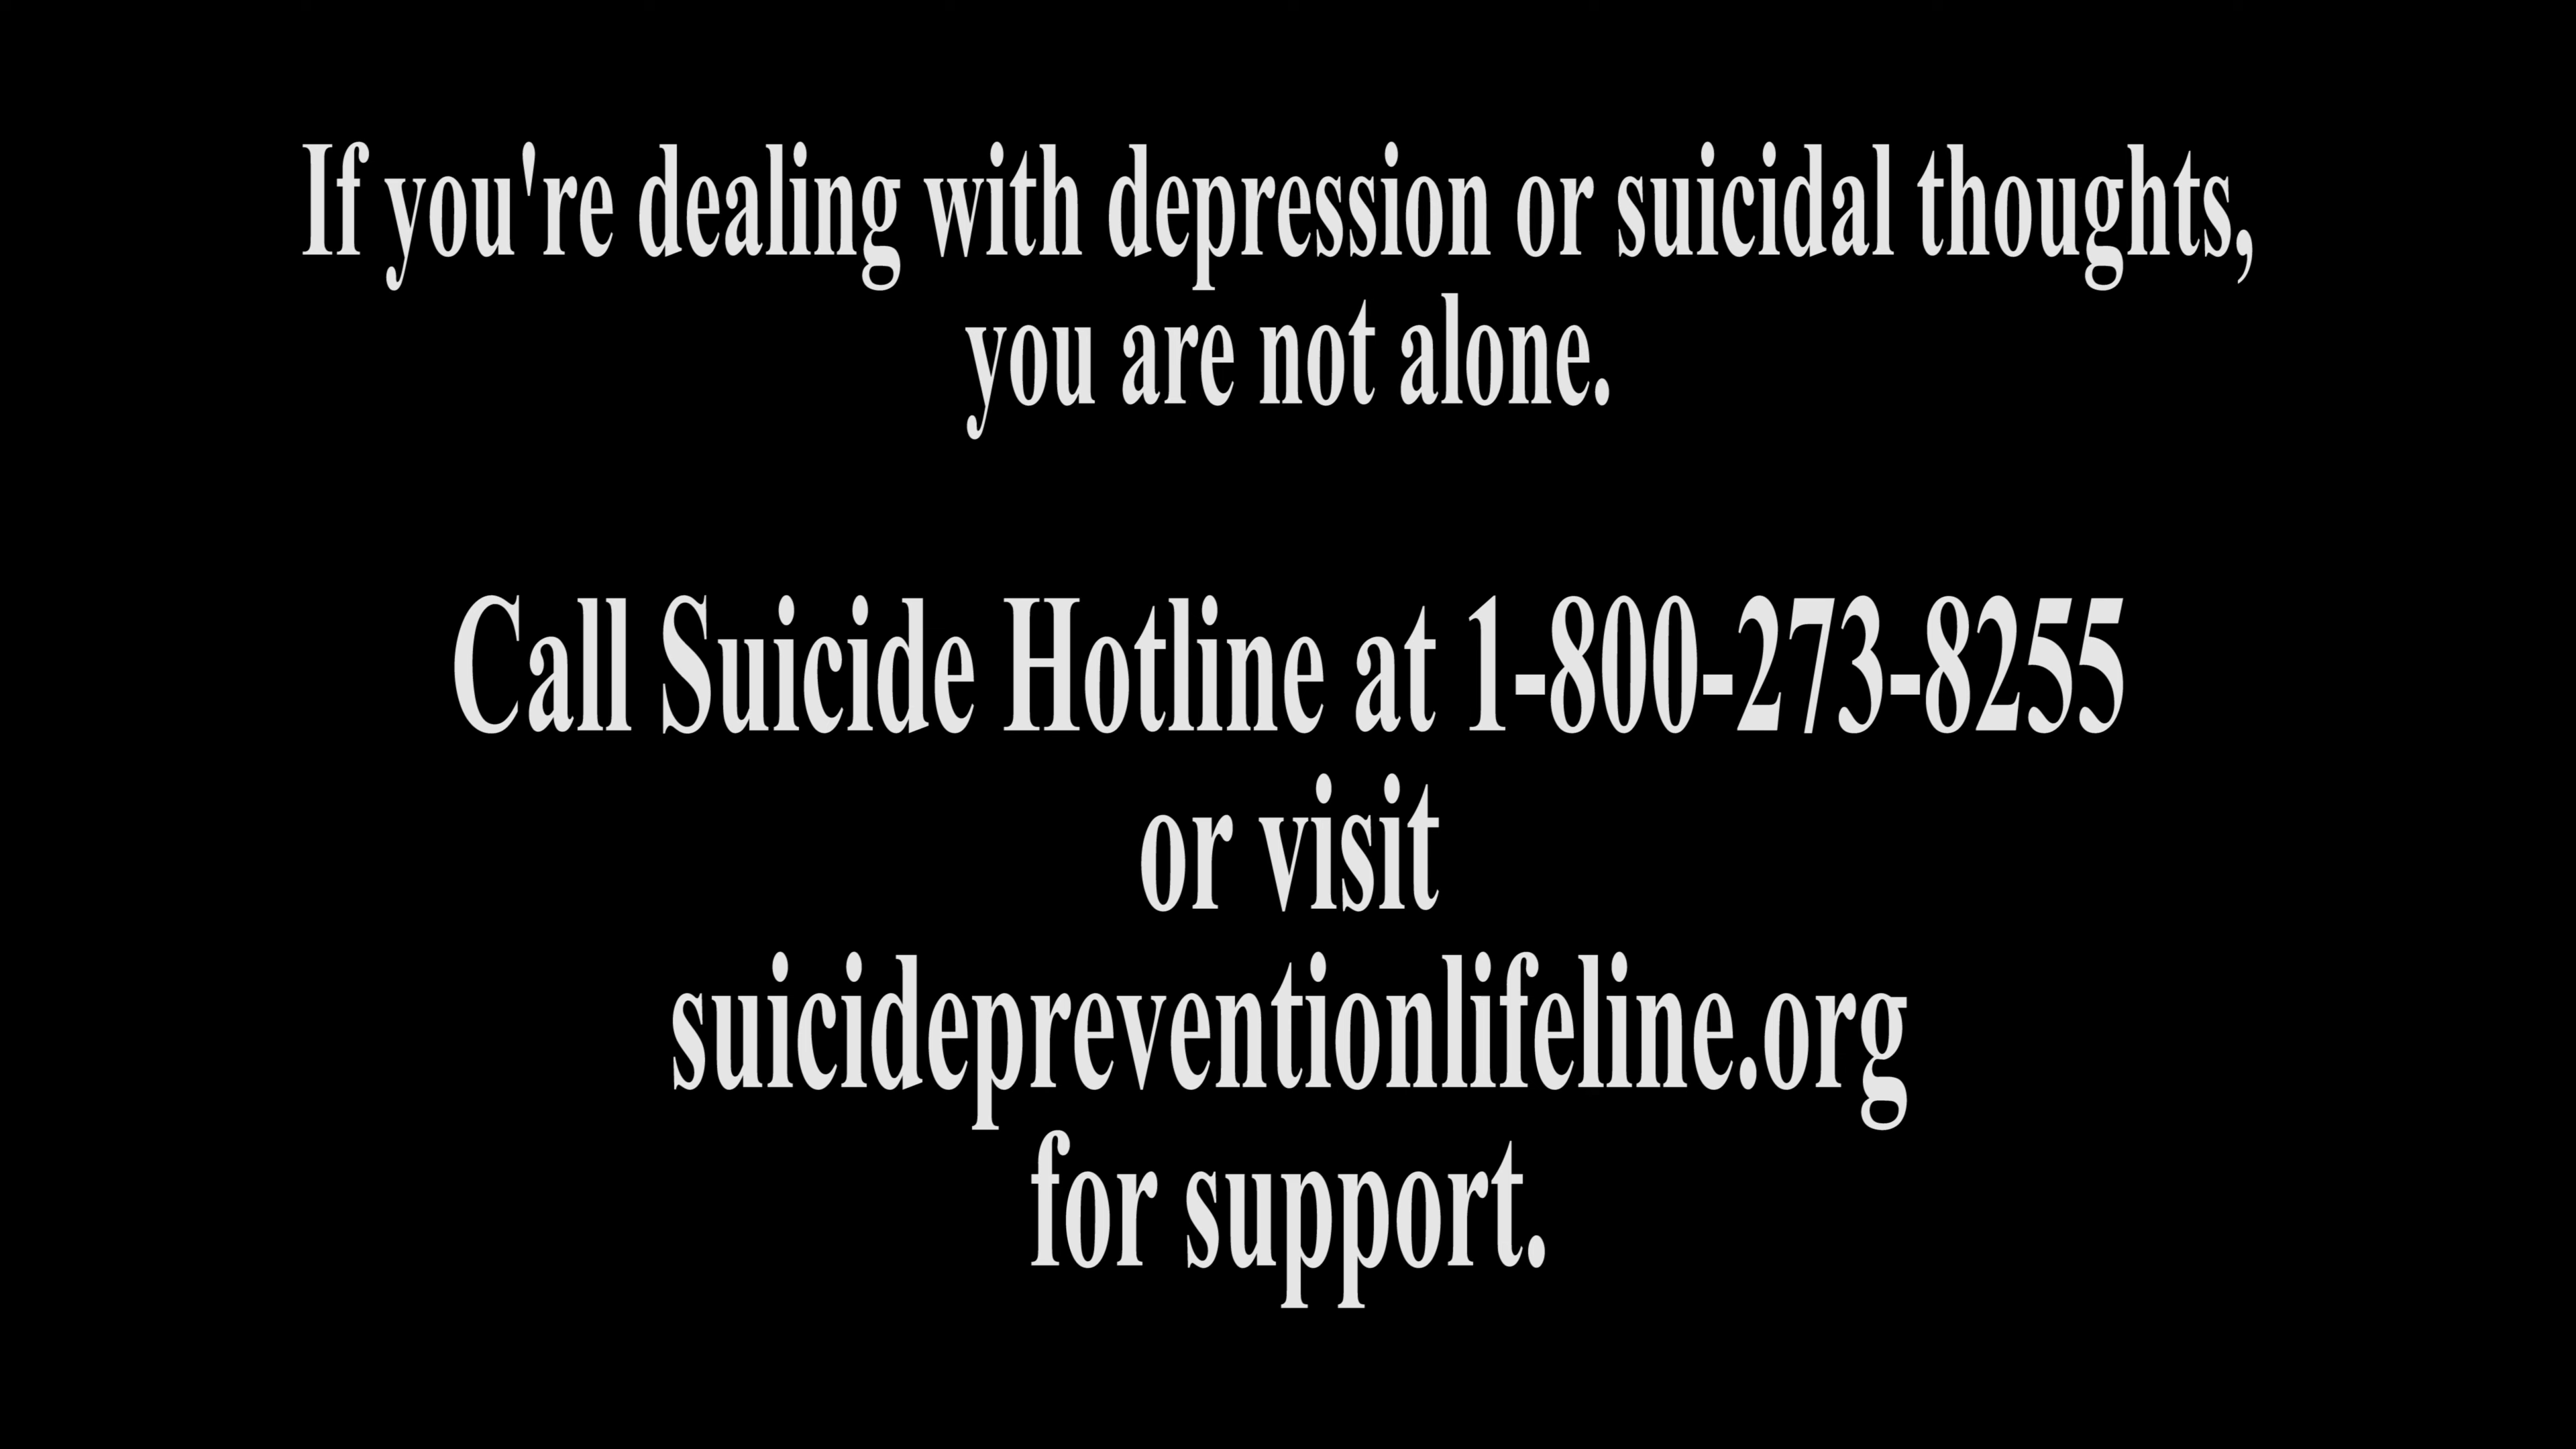 If you're dealing with depression or suicidal thoughts,
you are not alone.
Call Suicide Hotline at 1-800-273-8255
or visit
suicidepreventionlifeline.org
for support.